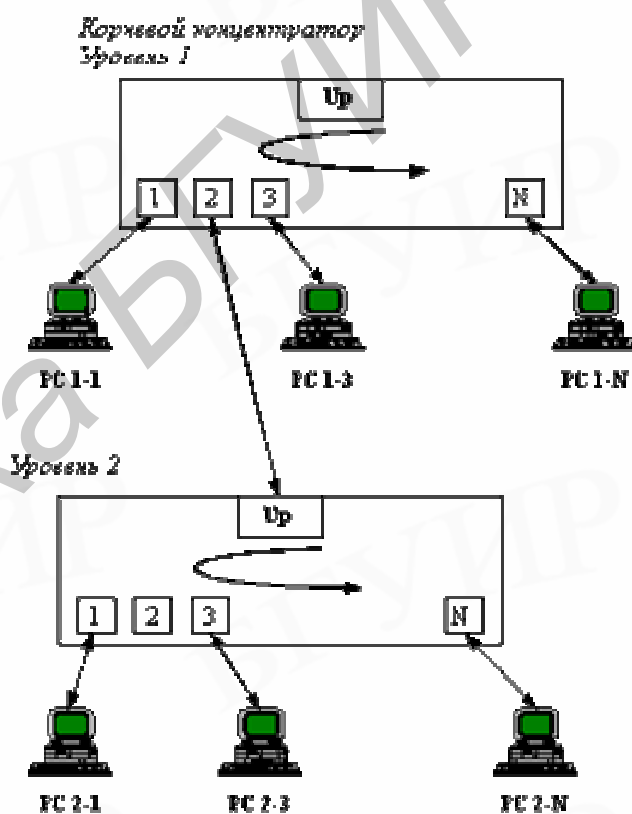 Корневой концентратор
Уровень 1
Up
1 2 3 N
PC 1-1 PC 1-3 PC 1-N
Уровень 2
Up
1 2 3 N
PC 2-1 PC 2-3 PC 2-N
БГУИР